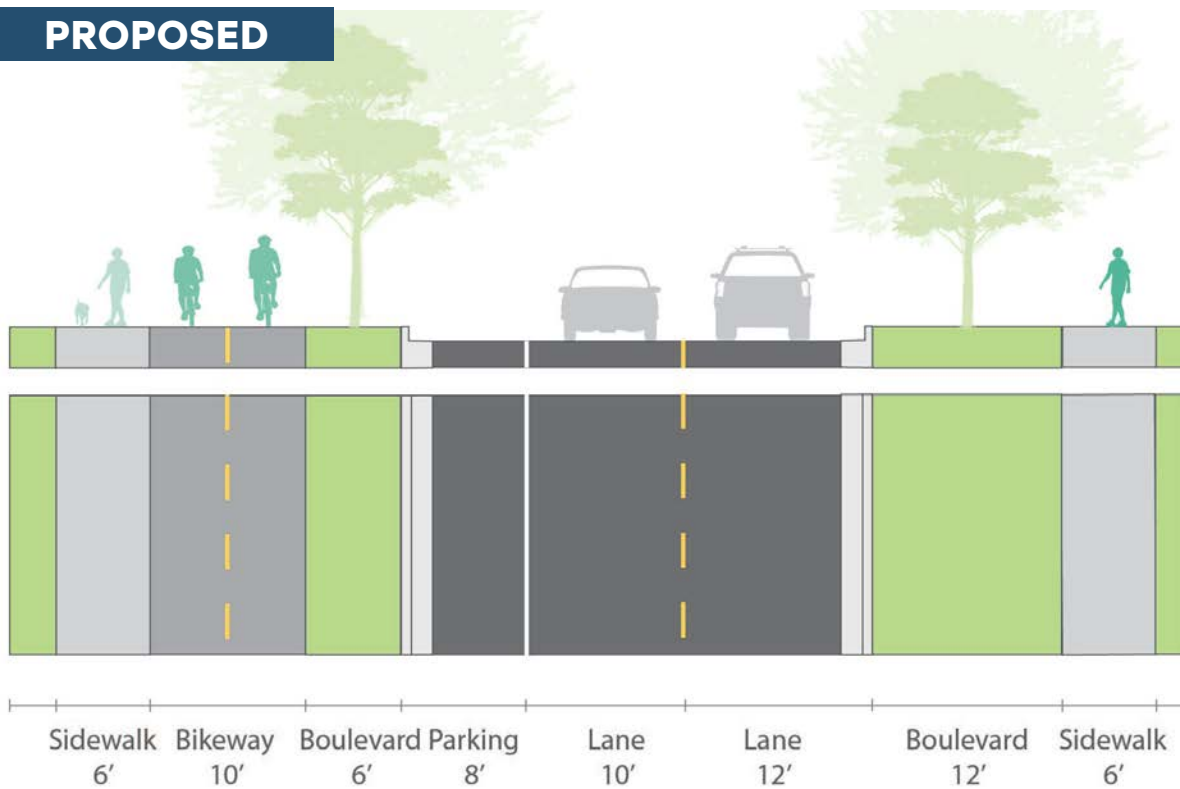 PROPOSED
Sidewalk Bikeway Boulevard Parking Lane Lane Boulevard Sidewalk
6’ 10’ 6’ 8’ 10’ 12’ 12’ 6’